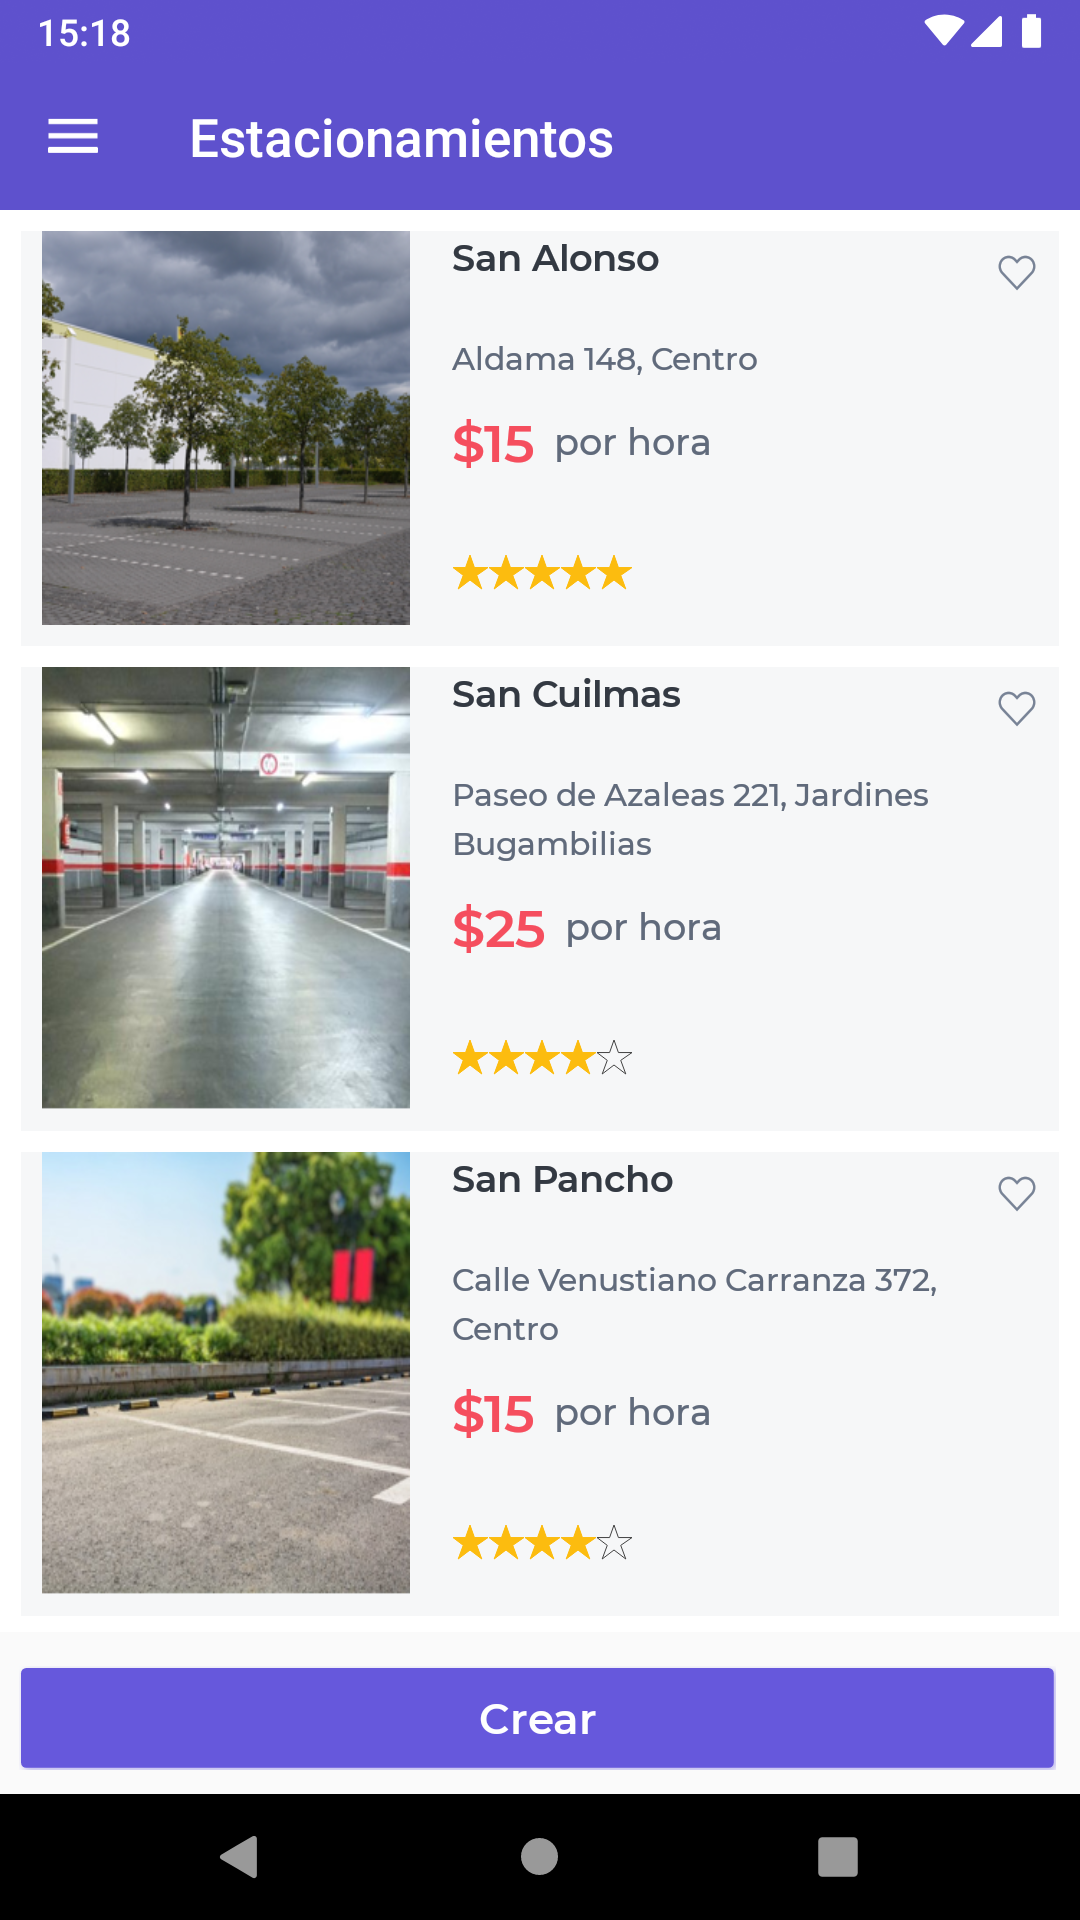 15:18
Estacionamientos
San Alonso
Aldama 148, Centro
$15 por hora
San Cuilmas
Paseo de Azaleas 221, Jardines
Bugambilias
$25 por hora
San Pancho
Calle Venustiano Carranza 372,
Centro
$15 por hora
Crear